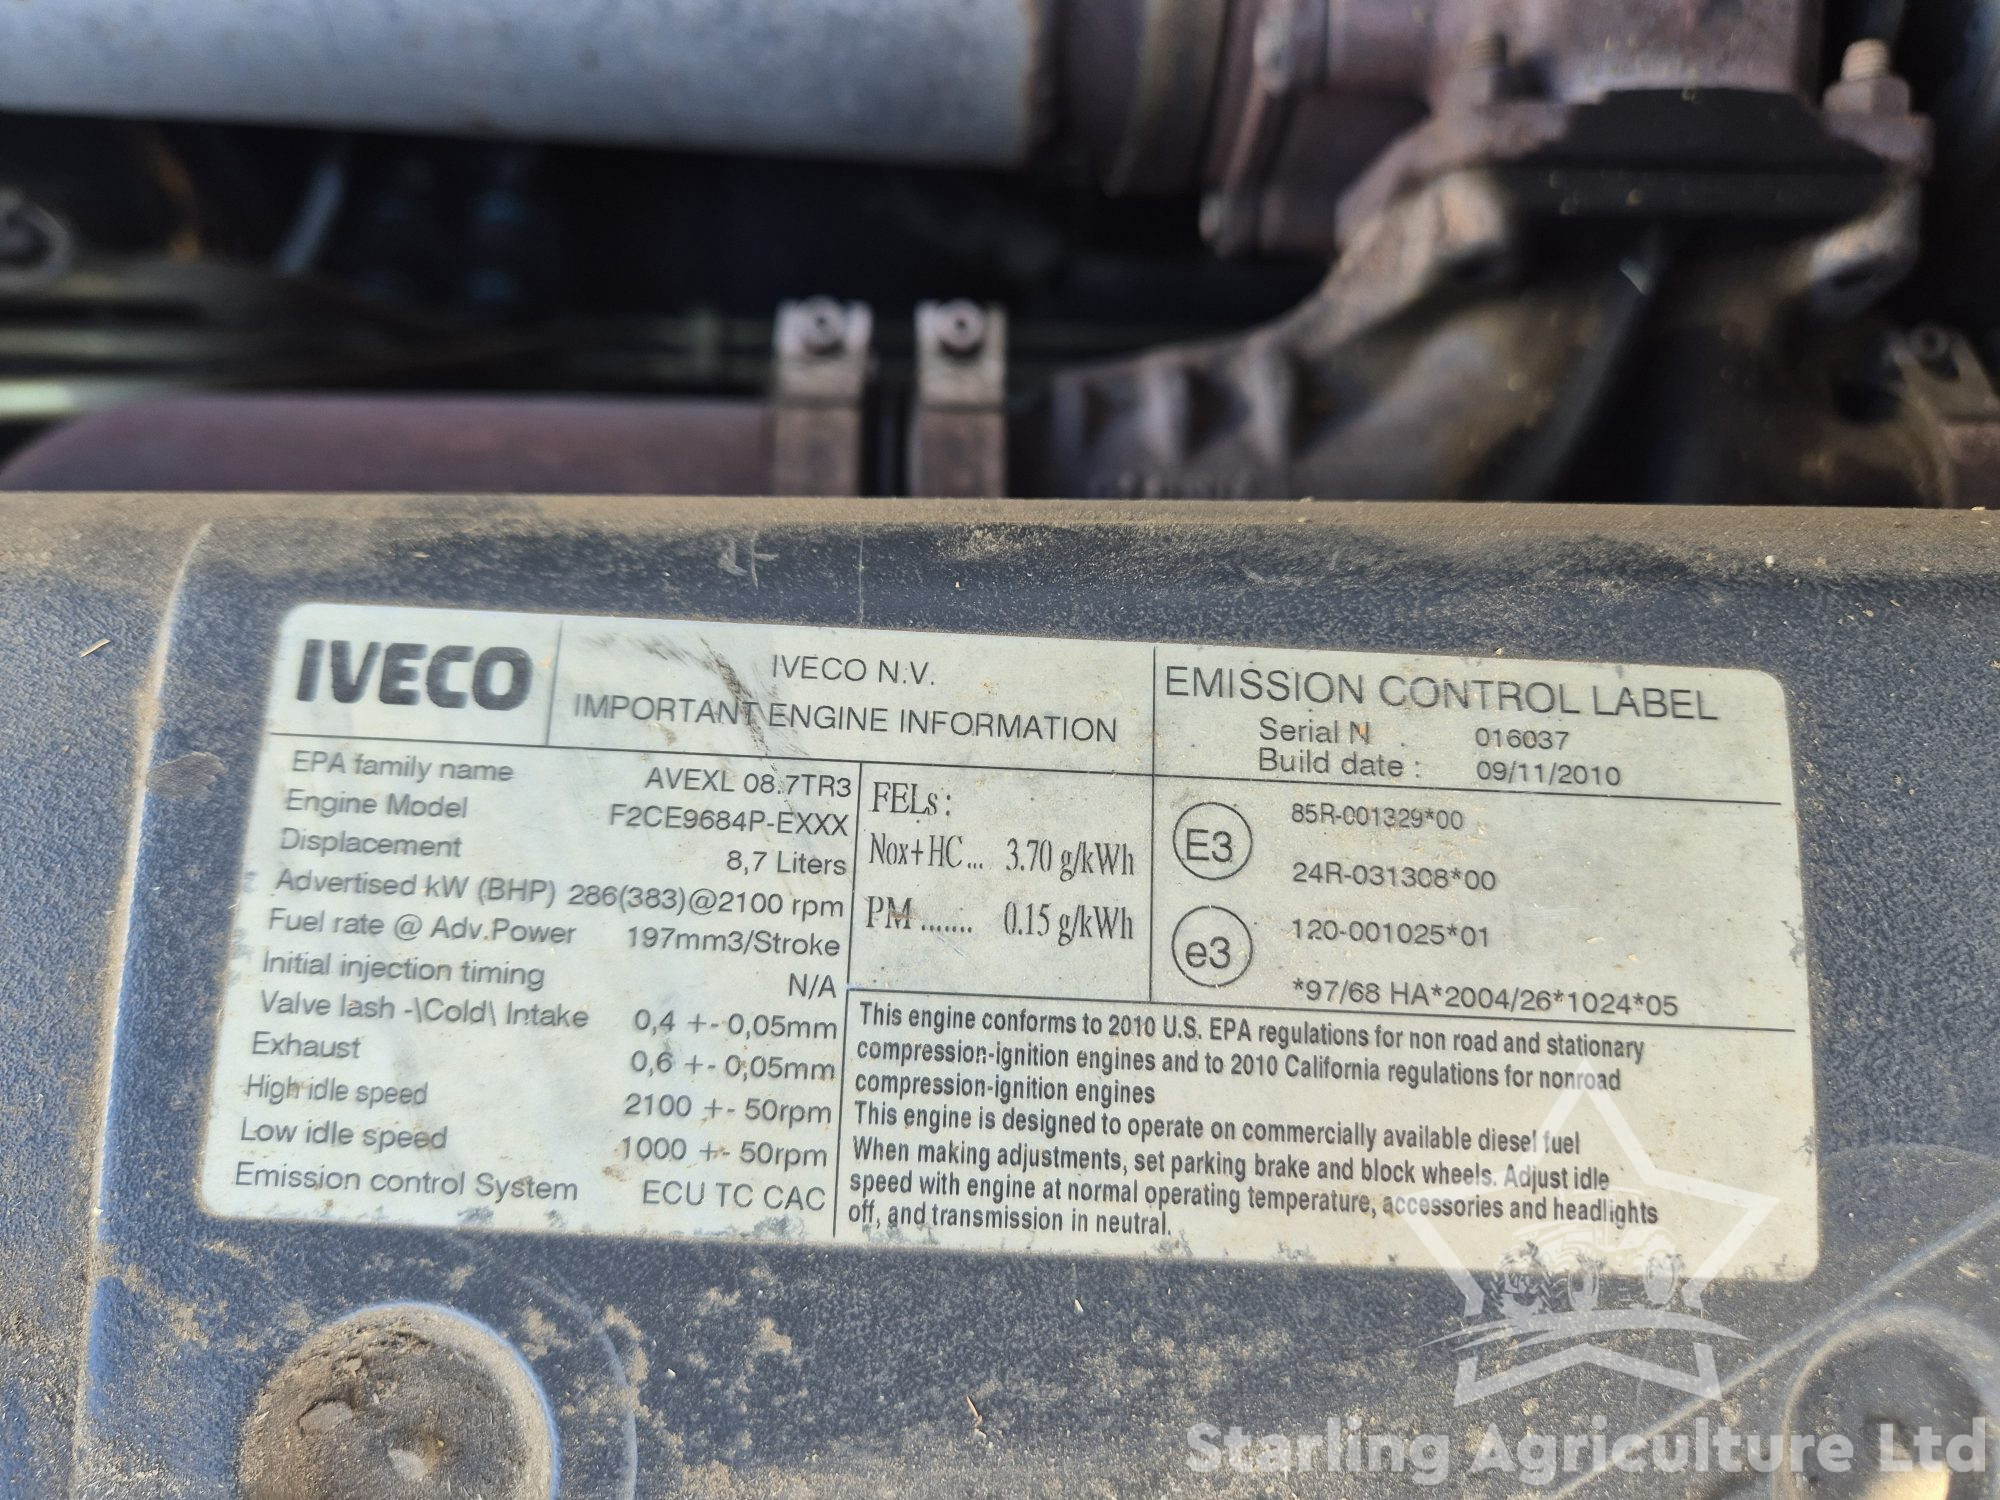 IVECO
IVECO N.V.
IMPORTANT ENGINE INFORMATION
EMISSION CONTROL LABEL
Serial N . 016037
Build date : 09/11/2010
EPA family name AVEXL 08.7TR3
Engine Model F2CE9684P-EXXX
Displacement 8,7 Liters
Advertised kW (BHP) 286(383)@2100 rpm
Fuel rate @ Adv.Power 197mm3/Stroke
Initial injection timing N/A
Valve lash -\Cold\ Intake 0,4 +- 0,05mm
Exhaust 0,6 +- 0,05mm
High idle speed 2100 +- 50rpm
Low idle speed 1000 +- 50rpm
Emission control System ECU TC CAC
FELs :
Nox+HC... 3.70 g/kWh
PM ....... 0.15 g/kWh
E3 85R-001329*00
24R-031308*00
e3 120-001025*01
*97/68 HA*2004/26*1024*05
This engine conforms to 2010 U.S. EPA regulations for non road and stationary
compression-ignition engines and to 2010 California regulations for nonroad
compression-ignition engines
This engine is designed to operate on commercially available diesel fuel
When making adjustments, set parking brake and block wheels. Adjust idle
speed with engine at normal operating temperature, accessories and headlights
off, and transmission in neutral.
Starling Agriculture Ltd